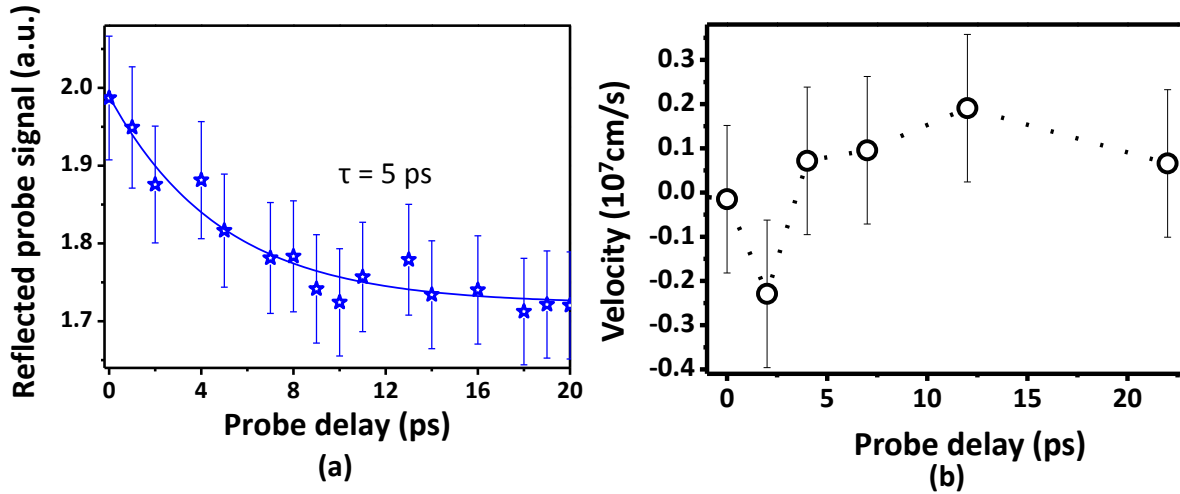 Reflected probe signal (a.u.)
2.0
1.9
1.8
1.7
τ = 5 ps
0 4 8 12 16 20
Probe delay (ps)
(a)
Velocity (10⁷cm/s)
0.3
0.2
0.1
0.0
-0.1
-0.2
-0.3
-0.4
0 5 10 15 20
Probe delay (ps)
(b)